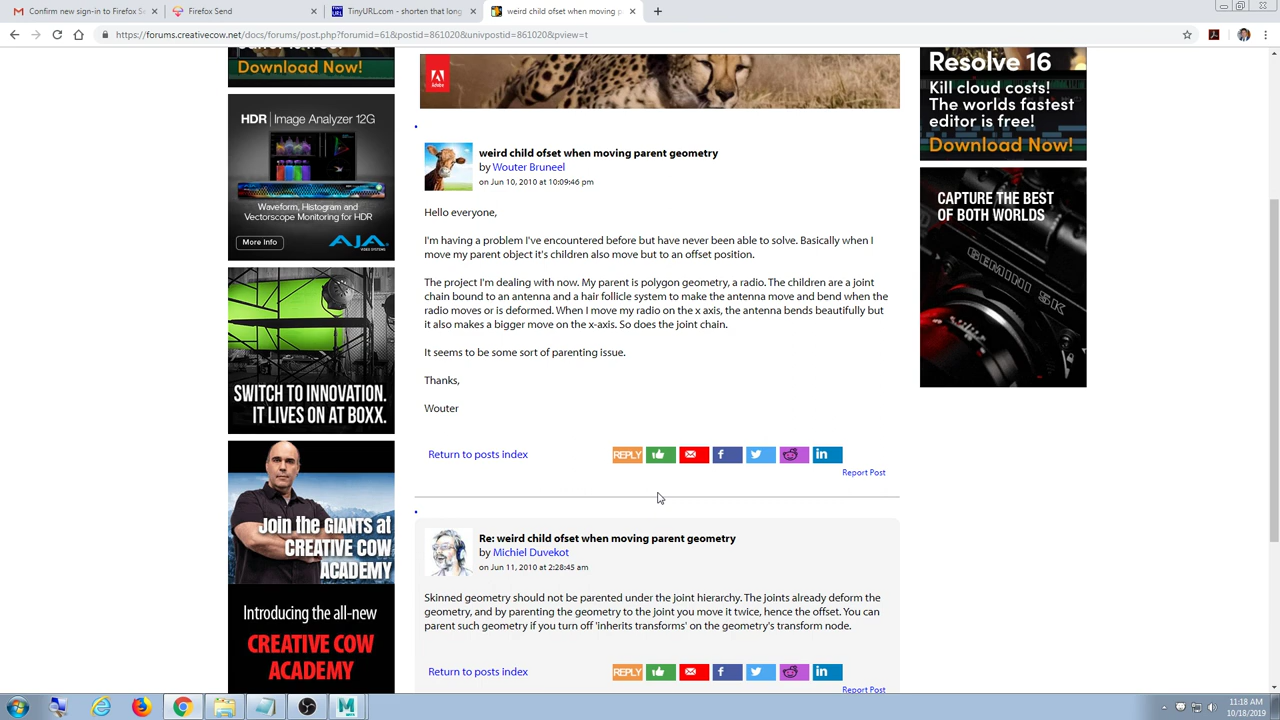 Confirm new sign-in to Firefox Se
Firefox Send
TinyURL.com - shorten that long
weird child ofset when moving p
https://forums.creativecow.net/docs/forums/post.php?forumid=61&postid=861020&univpostid=861020&pview=t
Download Now!
HDR | Image Analyzer 12G
Waveform, Histogram and
Vectorscope Monitoring for HDR
More Info
AJA
VIDEO SYSTEMS
SWITCH TO INNOVATION.
IT LIVES ON AT BOXX.
Join the GIANTS at
CREATIVE COW
ACADEMY
Introducing the all-new
CREATIVE COW
ACADEMY
Adobe
weird child ofset when moving parent geometry
by Wouter Bruneel
on Jun 10, 2010 at 10:09:46 pm
Hello everyone,
I'm having a problem I've encountered before but have never been able to solve. Basically when I
move my parent object it's children also move but to an offset position.
The project I'm dealing with now. My parent is polygon geometry, a radio. The children are a joint
chain bound to an antenna and a hair follicle system to make the antenna move and bend when the
radio moves or is deformed. When I move my radio on the x axis, the antenna bends beautifully but
it also makes a bigger move on the x-axis. So does the joint chain.
It seems to be some sort of parenting issue.
Thanks,
Wouter
Return to posts index
REPLY
f
in
Report Post
Re: weird child ofset when moving parent geometry
by Michiel Duvekot
on Jun 11, 2010 at 2:28:45 am
Skinned geometry should not be parented under the joint hierarchy. The joints already deform the
geometry, and by parenting the geometry to the joint you move it twice, hence the offset. You can
parent such geometry if you turn off 'inherits transforms' on the geometry's transform node.
Return to posts index
REPLY
f
in
Report Post
Resolve 16
Kill cloud costs!
The worlds fastest
editor is free!
Download Now!
CAPTURE THE BEST
OF BOTH WORLDS
GEMINI 5K
11:18 AM
10/18/2019